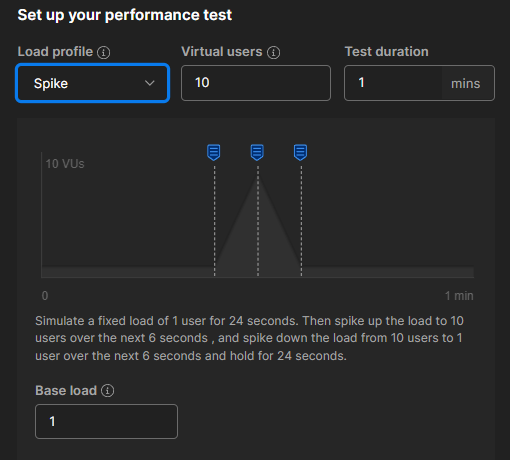 Set up your performance test
Load profile Virtual users Test duration
Spike 10 1 mins
10 VUs
0 1 min
Simulate a fixed load of 1 user for 24 seconds. Then spike up the load to 10
users over the next 6 seconds , and spike down the load from 10 users to 1
user over the next 6 seconds and hold for 24 seconds.
Base load
1